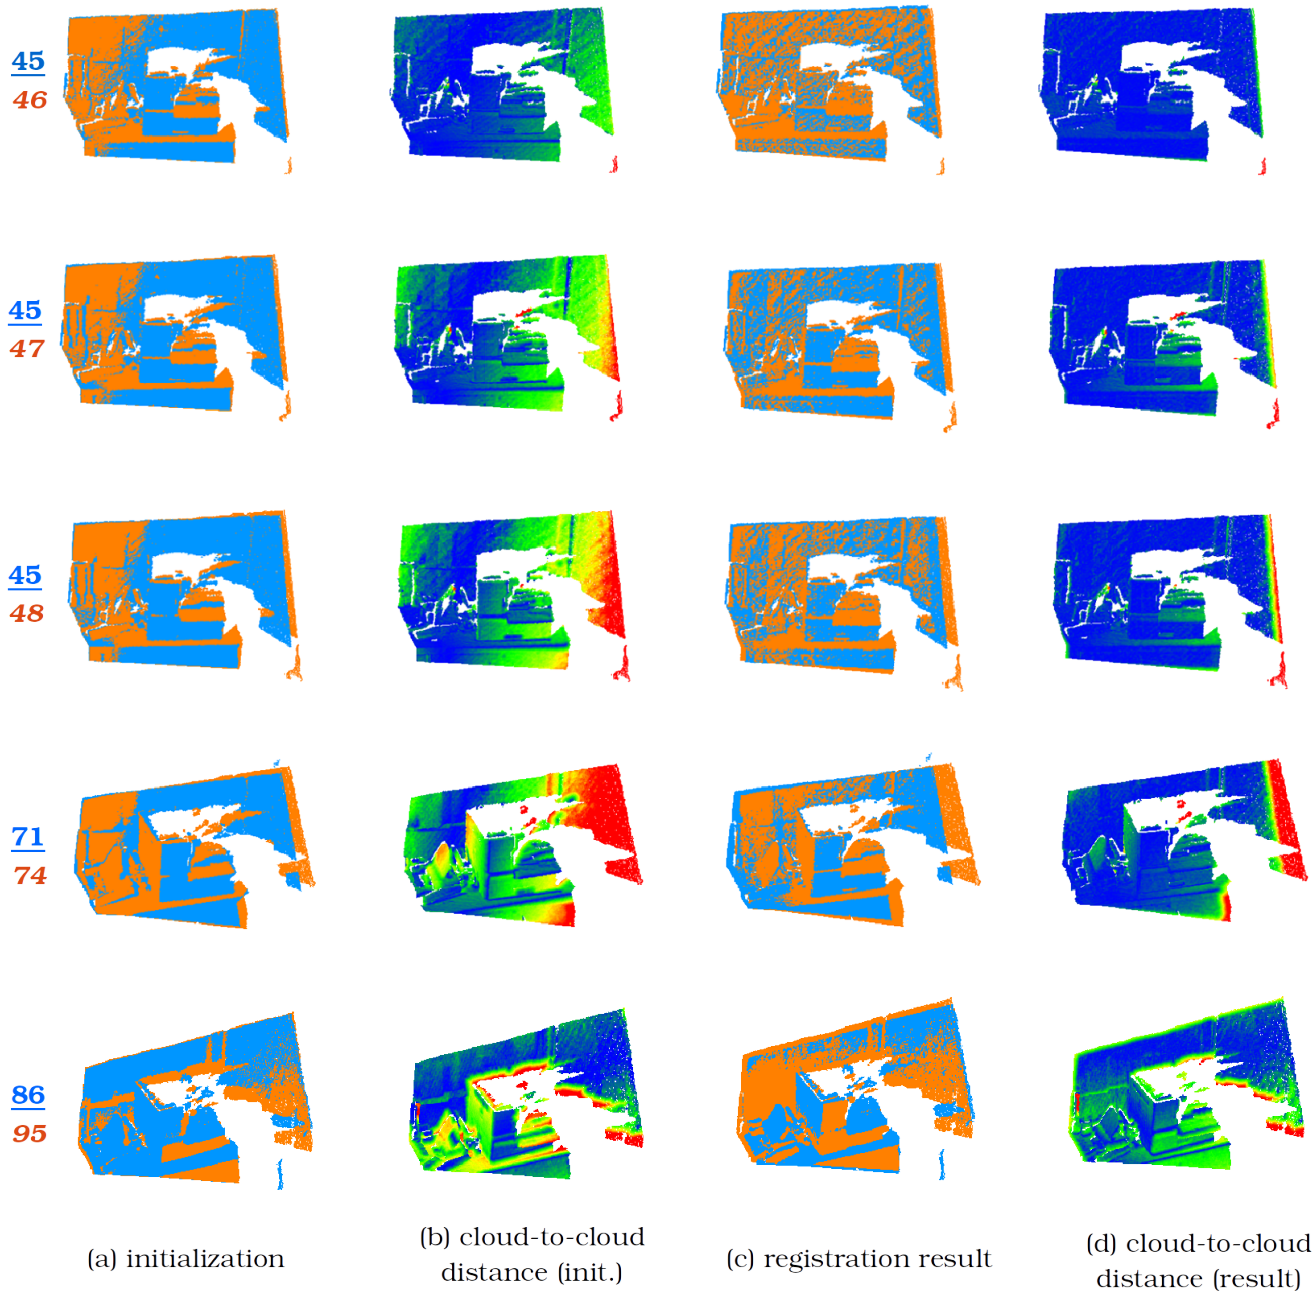 45
46
45
47
45
48
71
74
86
95
(a) initialization
(b) cloud-to-cloud
distance (init.)
(c) registration result
(d) cloud-to-cloud
distance (result)